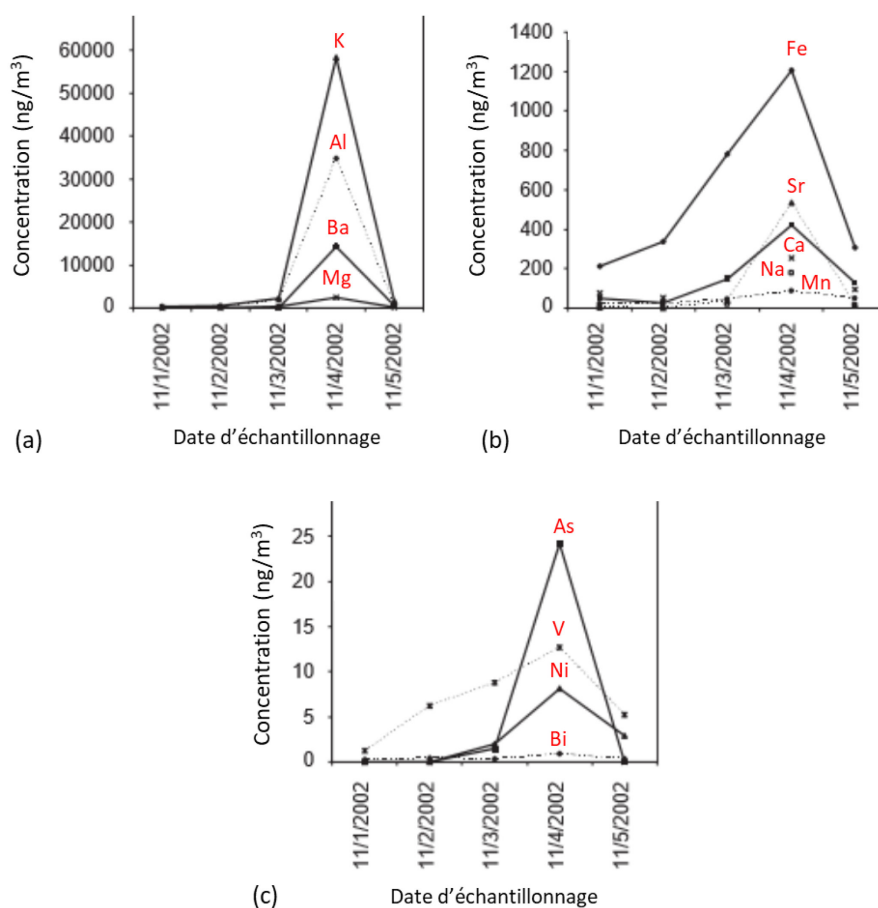 Concentration (ng/m³)
60000
50000
40000
30000
20000
10000
0
K
Al
Ba
Mg
11/1/2002
11/2/2002
11/3/2002
11/4/2002
11/5/2002
(a)
Date d'échantillonnage
Concentration (ng/m³)
1400
1200
1000
800
600
400
200
0
Fe
Sr
Ca
Na
Mn
11/1/2002
11/2/2002
11/3/2002
11/4/2002
11/5/2002
(b)
Date d'échantillonnage
Concentration (ng/m³)
25
20
15
10
5
0
As
V
Ni
Bi
11/1/2002
11/2/2002
11/3/2002
11/4/2002
11/5/2002
(c)
Date d'échantillonnage